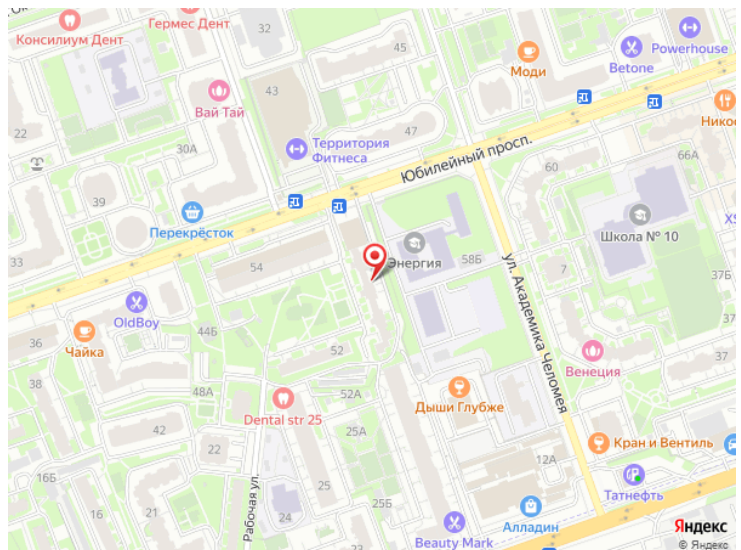 Консилиум Дент
Гермес Дент
32
45
Моди
Betone
Powerhouse
43
Вай Тай
22
30А
Территория
Фитнеса
47
Юбилейный просп.
60
66А
39
Перекрёсток
Школа № 10
33
54
Энергия
58Б
7
37Б
OldBoy
44Б
36
Чайка
52
ул. Академика Челомея
Венеция
37
38
48А
52А
Dental str 25
Дыши Глубже
42
22
25А
Кран и Вентиль
12А
16Б
Рабочая ул.
25
Татнефть
16
21
24
25Б
Beauty Mark
Алладин
Яндекс
© Яндекс